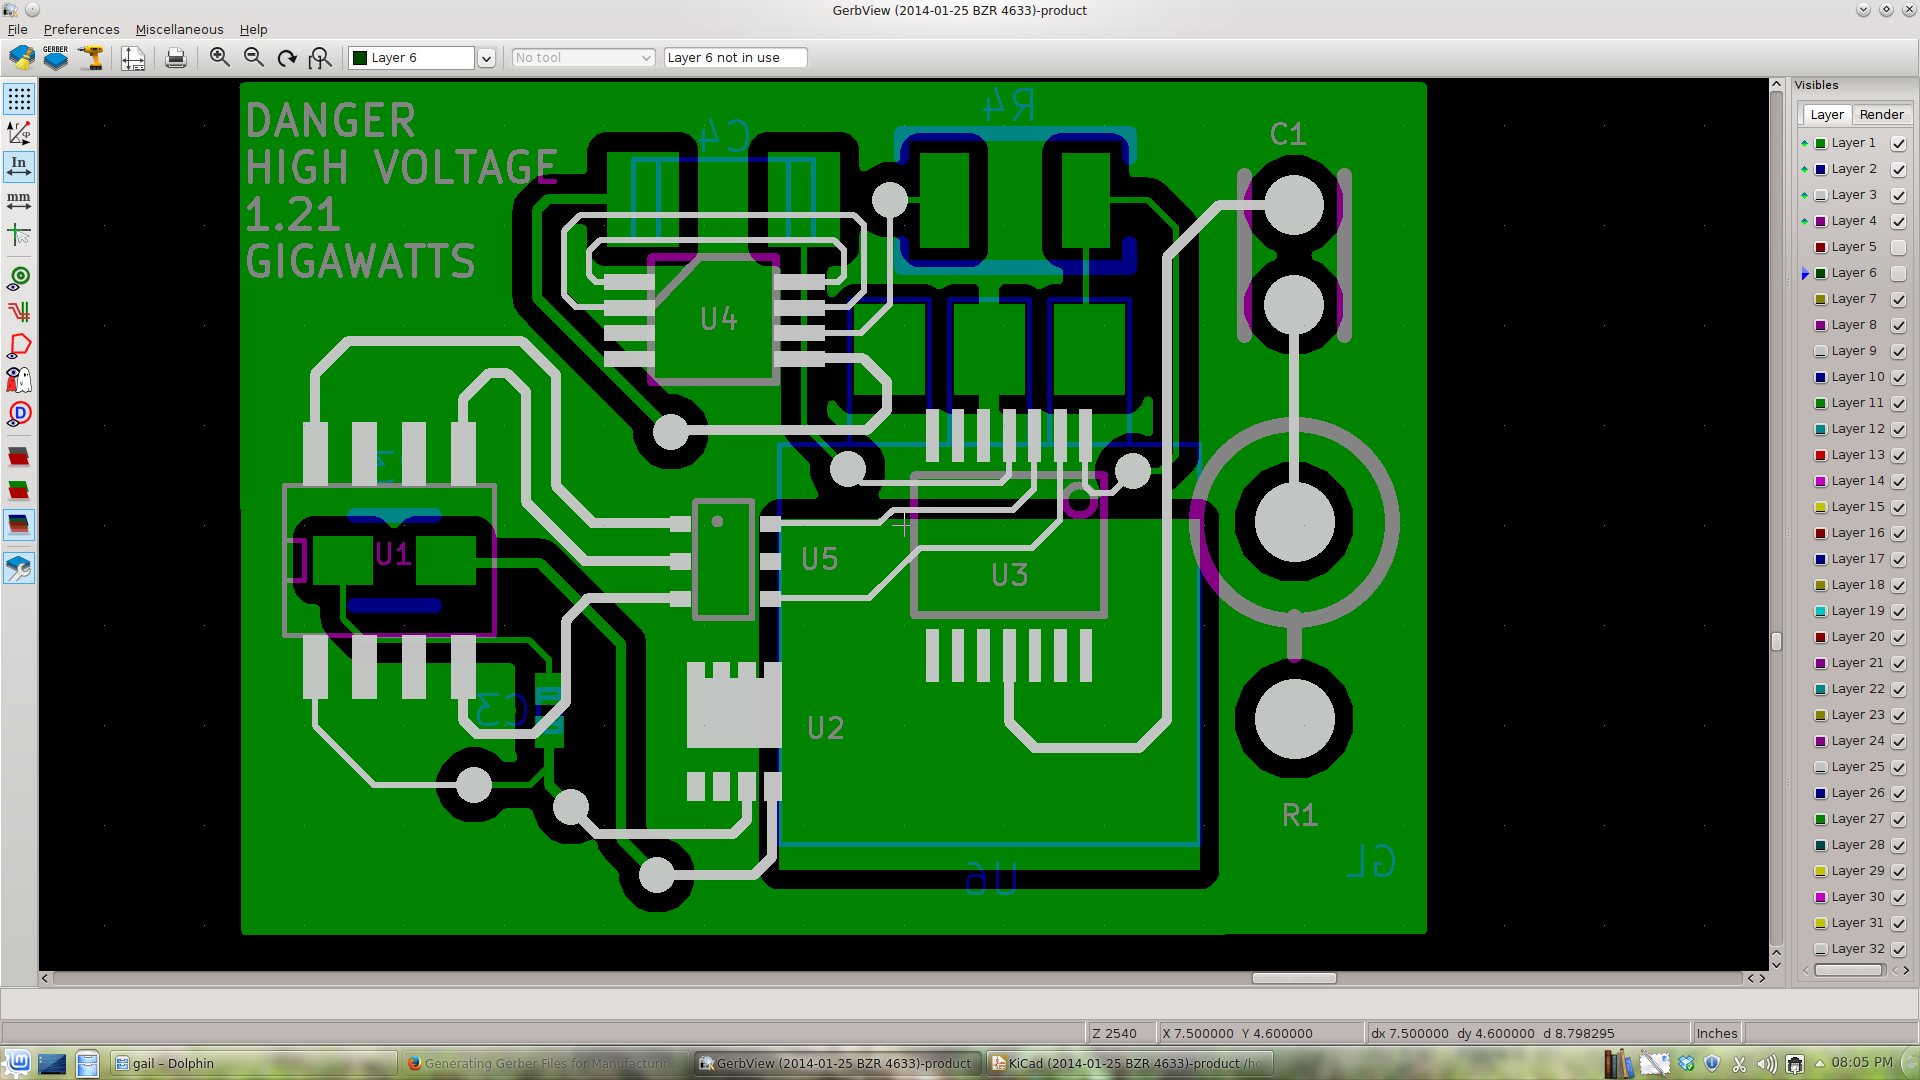 GerbView (2014-01-25 BZR 4633)-product
File Preferences Miscellaneous Help
GERBER
Layer 6
No tool
Layer 6 not in use
In
mm
D
Visibles
Layer Render
Layer 1
Layer 2
Layer 3
Layer 4
Layer 5
Layer 6
Layer 7
Layer 8
Layer 9
Layer 10
Layer 11
Layer 12
Layer 13
Layer 14
Layer 15
Layer 16
Layer 17
Layer 18
Layer 19
Layer 20
Layer 21
Layer 22
Layer 23
Layer 24
Layer 25
Layer 26
Layer 27
Layer 28
Layer 29
Layer 30
Layer 31
Layer 32
DANGER
HIGH VOLTAGE
1.21
GIGAWATTS
C4
R4
C1
U4
U1
U5
U3
C3
U2
R1
GL
U6
Z 2540
X 7.500000 Y 4.600000
dx 7.500000 dy 4.600000 d 8.798295
Inches
gail – Dolphin
Generating Gerber Files for Manufacturing
GerbView (2014-01-25 BZR 4633)-product
KiCad (2014-01-25 BZR 4633)-product /ho
08:05 PM